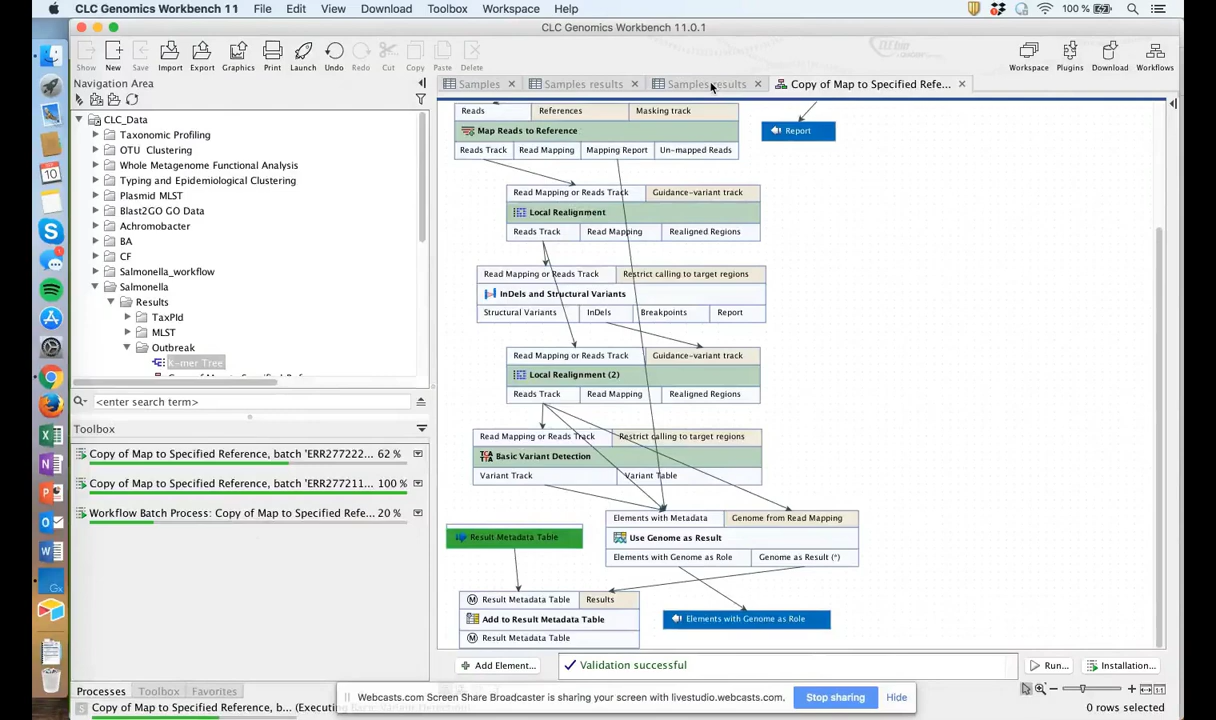 CLC Genomics Workbench 11 File Edit View Download Toolbox Workspace Help 100 %
CLC Genomics Workbench 11.0.1
Show New Save Import Export Graphics Print Launch Undo Redo Cut Copy Paste Delete Workspace Plugins Download Workflows
Navigation Area
Samples Samples results Samples results Copy of Map to Specified Refe...
CLC_Data
Taxonomic Profiling
OTU Clustering
Whole Metagenome Functional Analysis
Typing and Epidemiological Clustering
Plasmid MLST
Blast2GO GO Data
Achromobacter
BA
CF
Salmonella_workflow
Salmonella
Results
TaxPId
MLST
Outbreak
K-mer Tree
<enter search term>
Toolbox
Copy of Map to Specified Reference, batch 'ERR277222... 62 %
Copy of Map to Specified Reference, batch 'ERR277211... 100 %
Workflow Batch Process: Copy of Map to Specified Refe... 20 %
Processes Toolbox Favorites
Copy of Map to Specified Reference, b...
Reads References Masking track
Map Reads to Reference
Reads Track Read Mapping Mapping Report Un-mapped Reads
Report
Read Mapping or Reads Track Guidance-variant track
Local Realignment
Reads Track Read Mapping Realigned Regions
Read Mapping or Reads Track Restrict calling to target regions
InDels and Structural Variants
Structural Variants InDels Breakpoints Report
Read Mapping or Reads Track Guidance-variant track
Local Realignment (2)
Reads Track Read Mapping Realigned Regions
Read Mapping or Reads Track Restrict calling to target regions
Basic Variant Detection
Variant Track Variant Table
Elements with Metadata Genome from Read Mapping
Result Metadata Table
Use Genome as Result
Elements with Genome as Role Genome as Result (*)
Result Metadata Table Results
Add to Result Metadata Table
Result Metadata Table
Elements with Genome as Role
Add Element... Validation successful Run... Installation...
Webcasts.com Screen Share Broadcaster is sharing your screen with livestudio.webcasts.com. Stop sharing Hide
0 rows selected